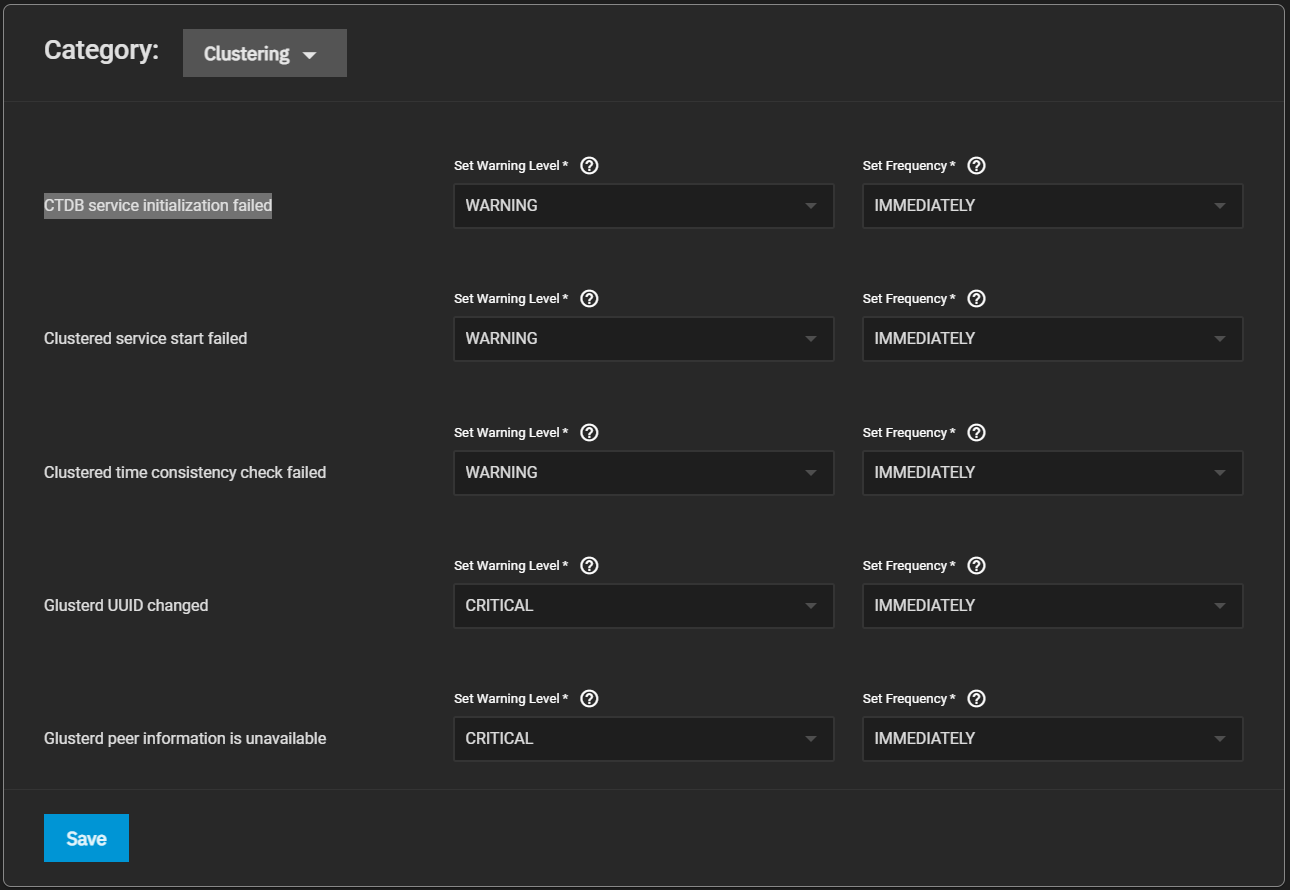 Category: Clustering
Set Warning Level * Set Frequency *
CTDB service initialization failed WARNING IMMEDIATELY
Set Warning Level * Set Frequency *
Clustered service start failed WARNING IMMEDIATELY
Set Warning Level * Set Frequency *
Clustered time consistency check failed WARNING IMMEDIATELY
Set Warning Level * Set Frequency *
Glusterd UUID changed CRITICAL IMMEDIATELY
Set Warning Level * Set Frequency *
Glusterd peer information is unavailable CRITICAL IMMEDIATELY
Save